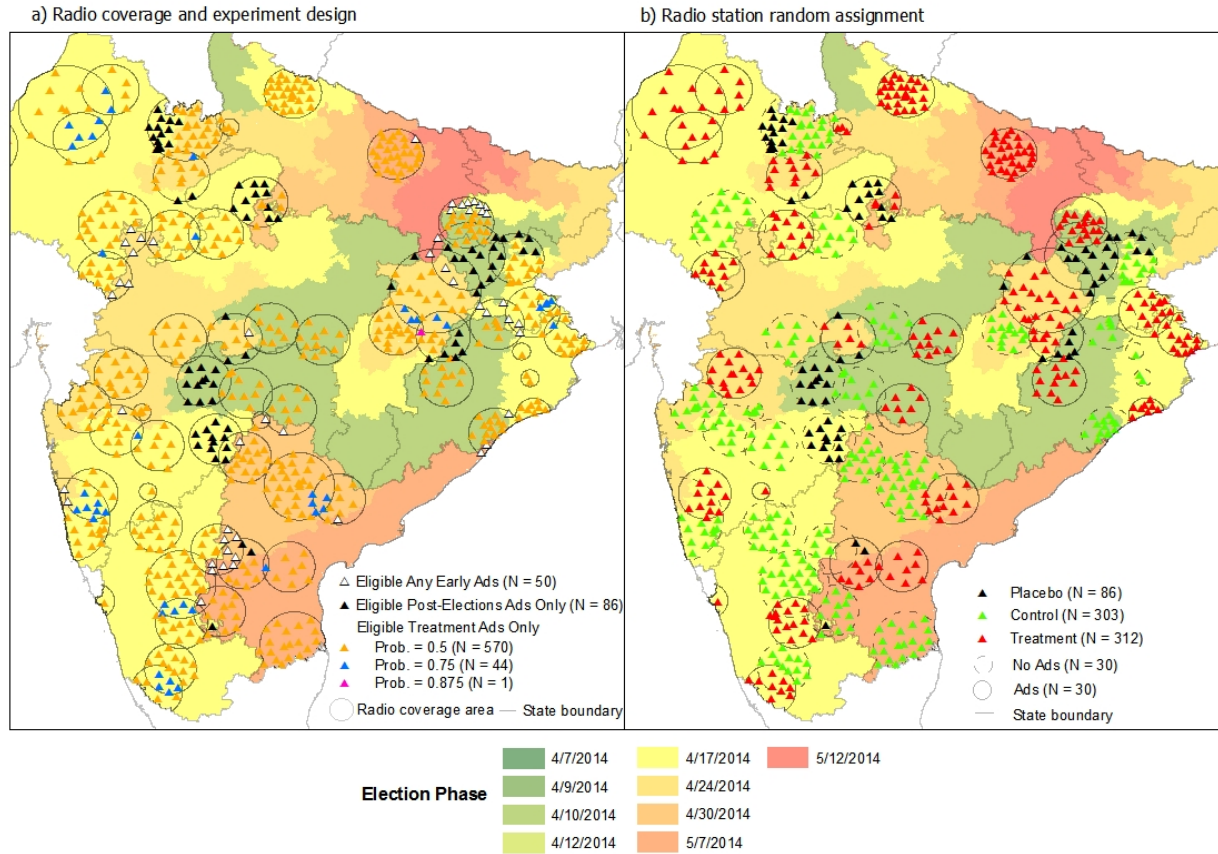 a) Radio coverage and experiment design
b) Radio station random assignment
Eligible Any Early Ads (N = 50)
Eligible Post-Elections Ads Only (N = 86)
Eligible Treatment Ads Only
Prob. = 0.5 (N = 570)
Prob. = 0.75 (N = 44)
Prob. = 0.875 (N = 1)
Radio coverage area
State boundary
Placebo (N = 86)
Control (N = 303)
Treatment (N = 312)
No Ads (N = 30)
Ads (N = 30)
State boundary
Election Phase
4/7/2014
4/9/2014
4/10/2014
4/12/2014
4/17/2014
4/24/2014
4/30/2014
5/7/2014
5/12/2014